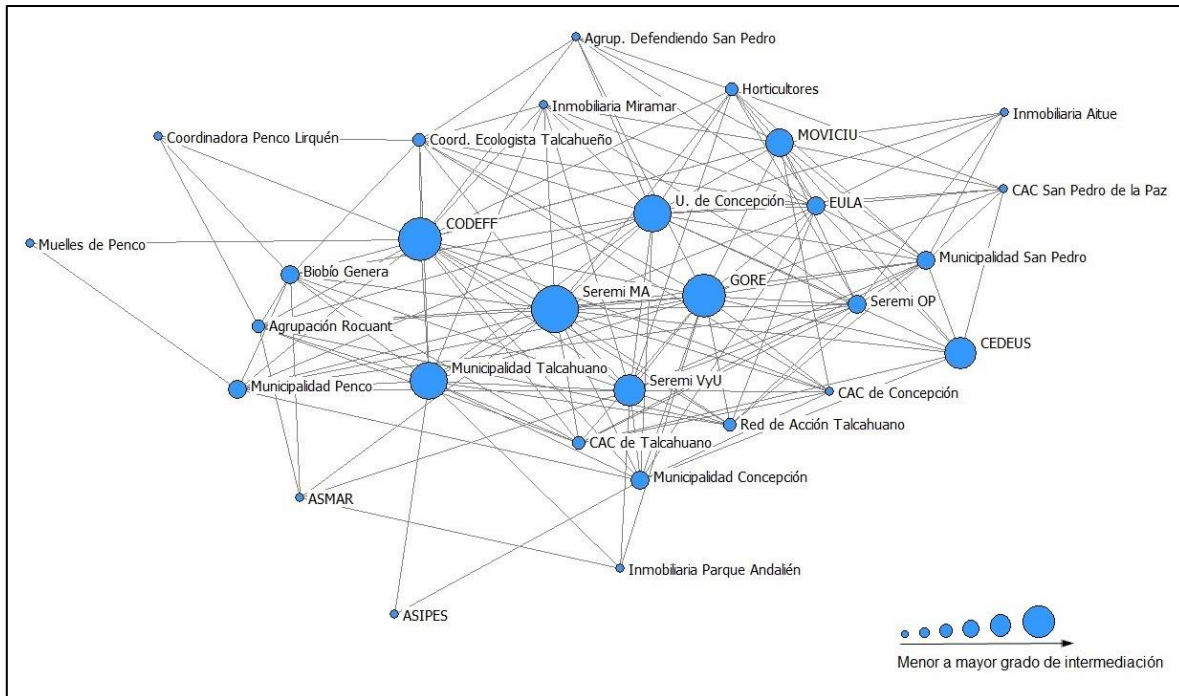 Agrup. Defendiendo San Pedro
Horticultores
Inmobiliaria Miramar
Inmobiliaria Aitue
Coordinadora Penco Lirquén
Coord. Ecologista Talcahueño
MOVICIU
CAC San Pedro de la Paz
U. de Concepción
EULA
CODEFF
Muelles de Penco
Municipalidad San Pedro
Biobío Genera
Seremi MA
GORE
Seremi OP
Agrupación Rocuant
CEDEUS
Municipalidad Talcahuano
Seremi VyU
Municipalidad Penco
CAC de Concepción
Red de Acción Talcahuano
CAC de Talcahuano
Municipalidad Concepción
ASMAR
Inmobiliaria Parque Andalién
ASIPES
Menor a mayor grado de intermediación